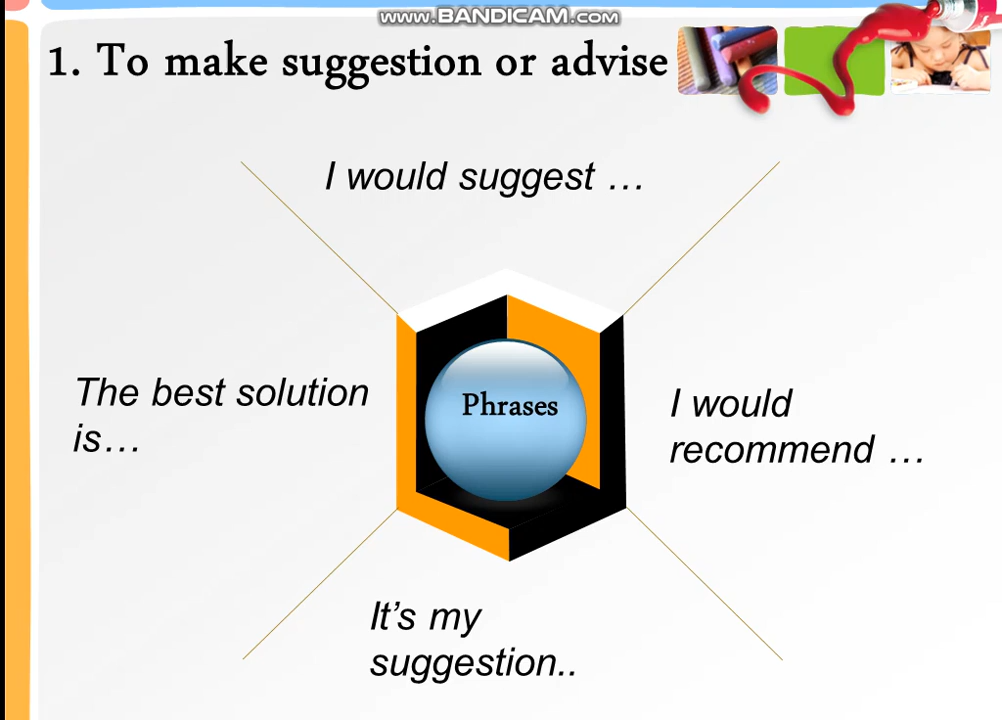 www.BANDICAM.com
1. To make suggestion or advise
I would suggest …
The best solution
is…
Phrases
I would
recommend …
It’s my
suggestion..